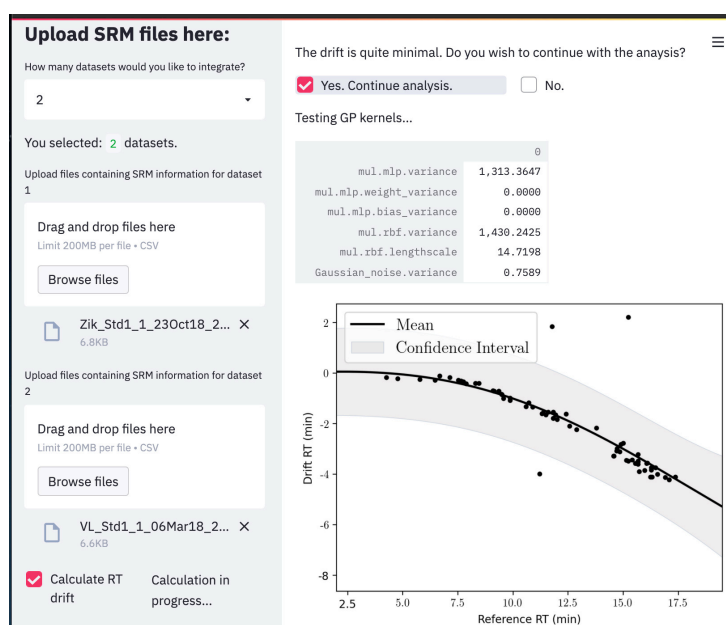 Upload SRM files here:
How many datasets would you like to integrate?
2
You selected: 2 datasets.
Upload files containing SRM information for dataset
1
Drag and drop files here
Limit 200MB per file • CSV
Browse files
Zik_Std1_1_23Oct18_2...
6.8KB
Upload files containing SRM information for dataset
2
Drag and drop files here
Limit 200MB per file • CSV
Browse files
VL_Std1_1_06Mar18_2...
6.6KB
Calculate RT
drift
Calculation in
progress...
The drift is quite minimal. Do you wish to continue with the anaysis?
Yes. Continue analysis.
No.
Testing GP kernels...
0
mul.mlp.variance 1,313.3647
mul.mlp.weight_variance 0.0000
mul.mlp.bias_variance 0.0000
mul.rbf.variance 1,430.2425
mul.rbf.lengthscale 14.7198
Gaussian_noise.variance 0.7589
Mean
Confidence Interval
2
0
-2
-4
-6
-8
Drift RT (min)
2.5 5.0 7.5 10.0 12.5 15.0 17.5
Reference RT (min)